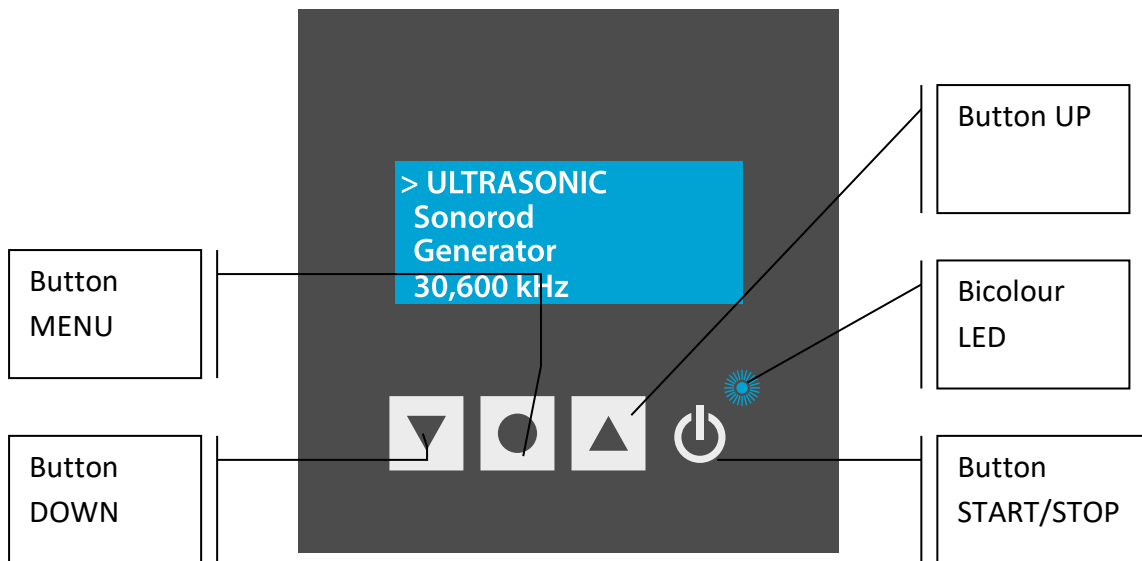 > ULTRASONIC
Sonorod
Generator
30,600 kHz
Button
MENU
Button
DOWN
Button UP
Bicolour
LED
Button
START/STOP